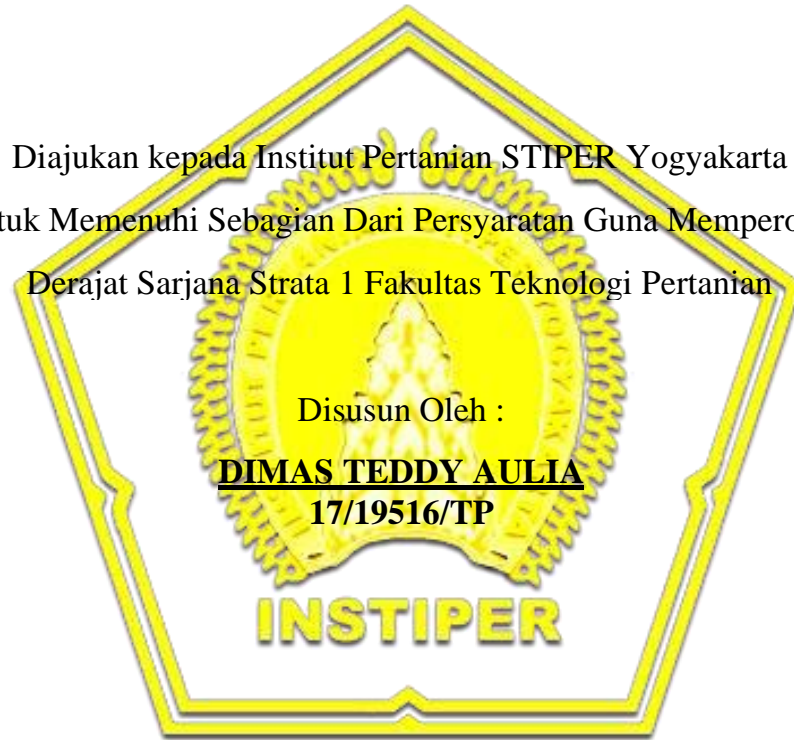 Diajukan kepada Institut Pertanian STIPER Yogyakarta
tuk Memenuhi Sebagian Dari Persyaratan Guna Mempero
Derajat Sarjana Strata 1 Fakultas Teknologi Pertanian
Disusun Oleh :
DIMAS TEDDY AULIA
17/19516/TP
INSTIPER